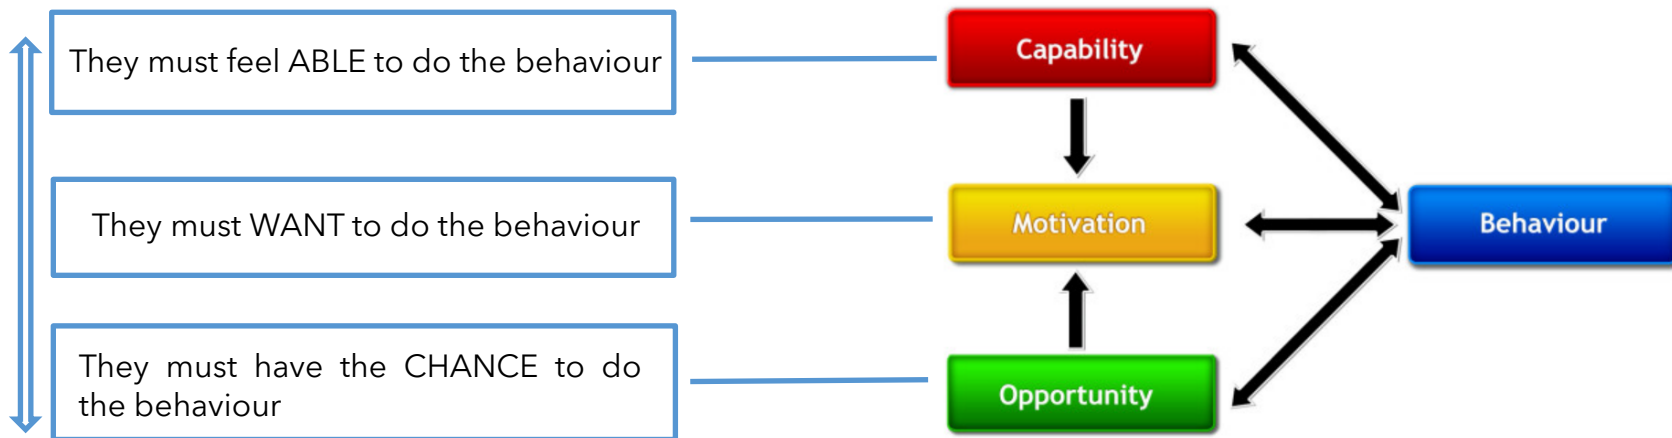 They must feel ABLE to do the behaviour
Capability
They must WANT to do the behaviour
Motivation
Behaviour
They must have the CHANCE to do
the behaviour
Opportunity